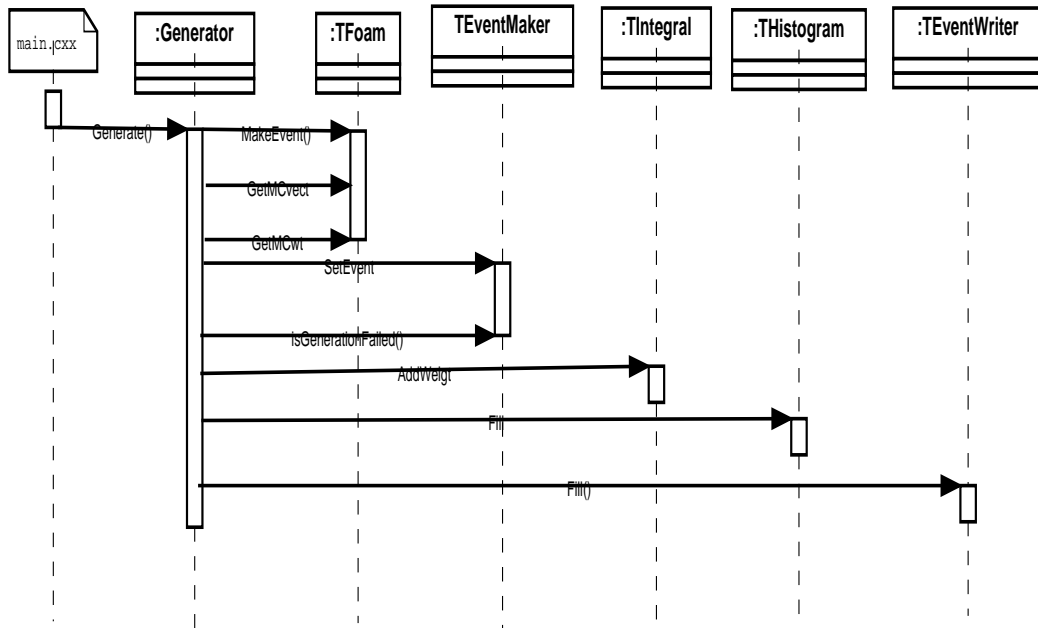 main.cxx
:Generator
:TFoam
TEventMaker
:TIntegral
:THistogram
:TEventWriter
Generate()
MakeEvent()
GetMCvect
GetMCwt
SetEvent
isGenerationFailed()
AddWeigt
Fill
Fill()